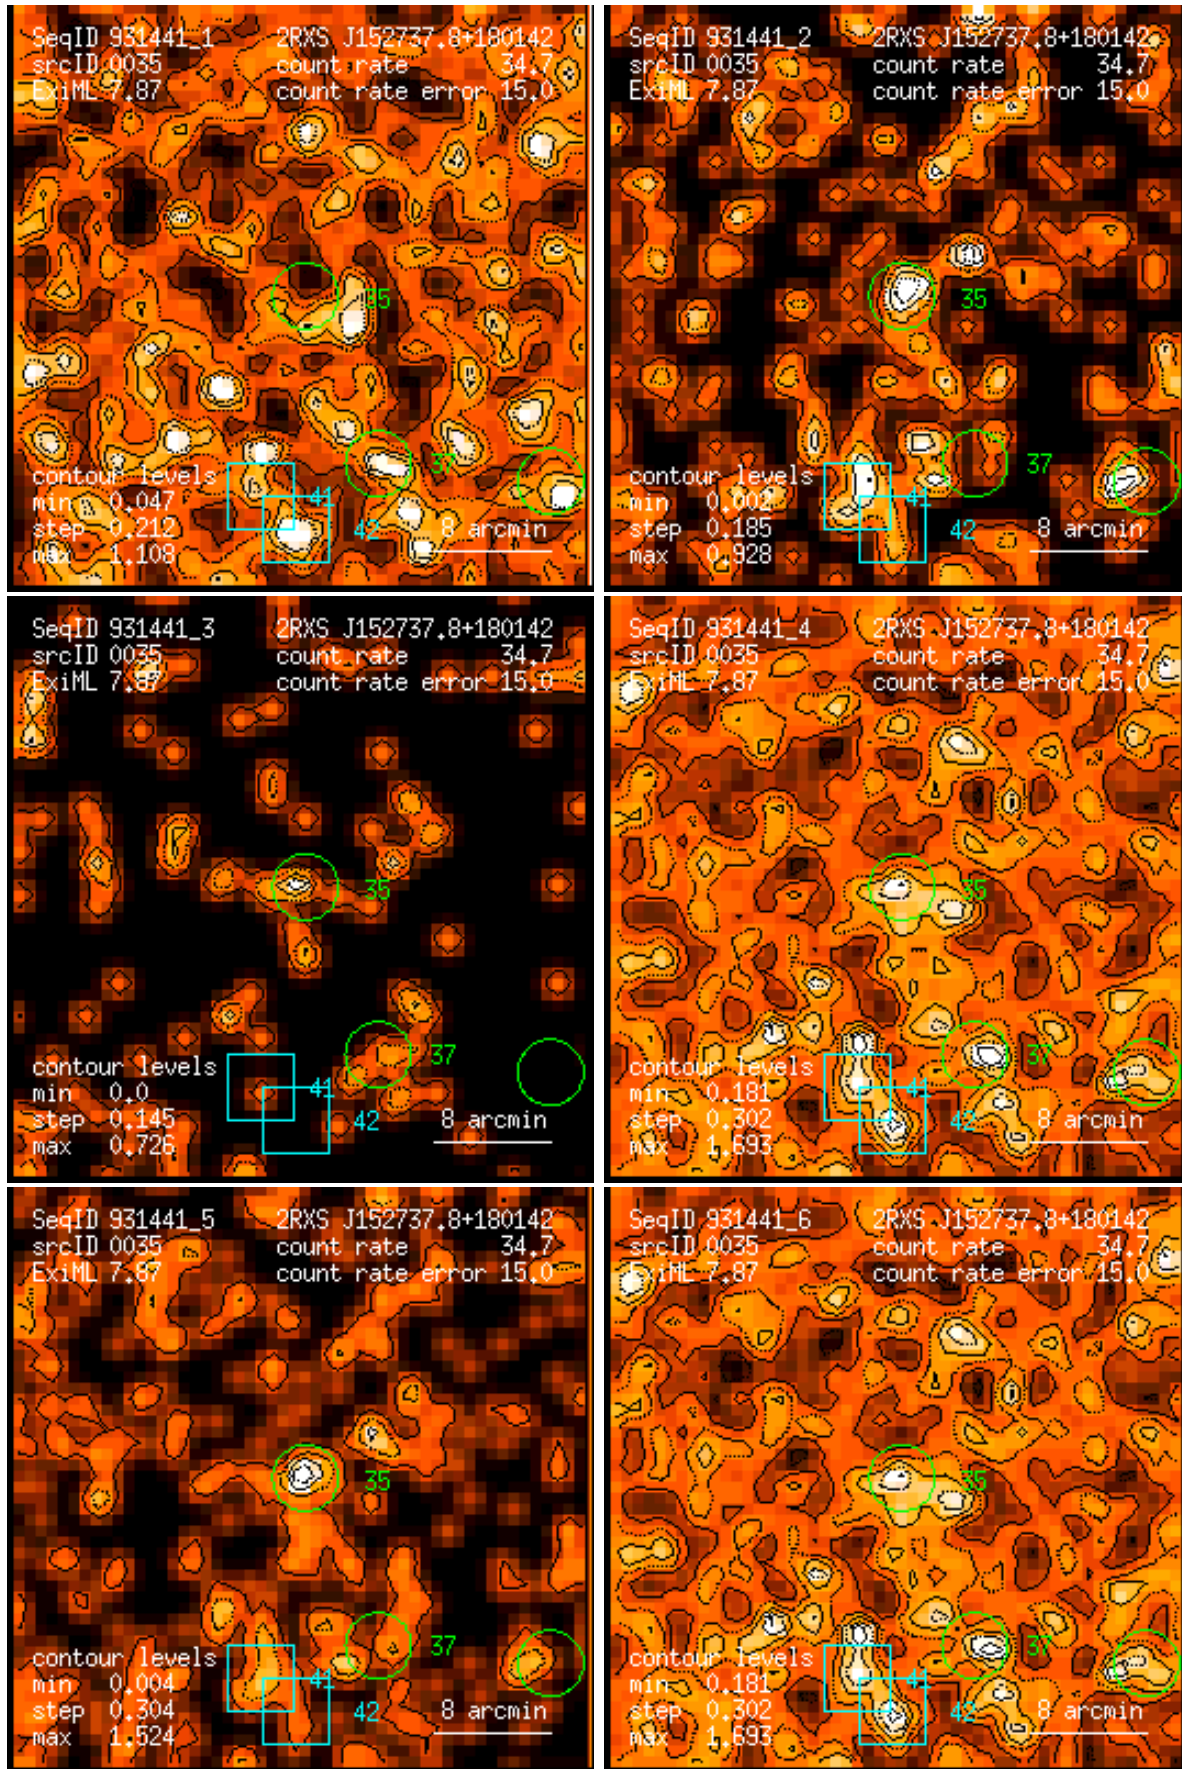 SeqID 931441_1 2RXS J152737.8+180142
srcID 0035 count rate 34.7
ExiML 7.87 count rate error 15.0
35
37
contour levels
min 0.047 41
step 0.212 42 8 arcmin
max 1.108
SeqID 931441_2 2RXS J152737.8+180142
srcID 0035 count rate 34.7
ExiML 7.87 count rate error 15.0
35
37
contour levels
min 0.002 41
step 0.185 42 8 arcmin
max 0.928
SeqID 931441_3 2RXS J152737.8+180142
srcID 0035 count rate 34.7
ExiML 7.87 count rate error 15.0
35
37
contour levels
min 0.0 41
step 0.145 42 8 arcmin
max 0.726
SeqID 931441_4 2RXS J152737.8+180142
srcID 0035 count rate 34.7
ExiML 7.87 count rate error 15.0
35
37
contour levels
min 0.181 41
step 0.302 42 8 arcmin
max 1.693
SeqID 931441_5 2RXS J152737.8+180142
srcID 0035 count rate 34.7
ExiML 7.87 count rate error 15.0
35
37
contour levels
min 0.004 41
step 0.304 42 8 arcmin
max 1.524
SeqID 931441_6 2RXS J152737.8+180142
srcID 0035 count rate 34.7
ExiML 7.87 count rate error 15.0
35
37
contour levels
min 0.181 41
step 0.302 42 8 arcmin
max 1.693